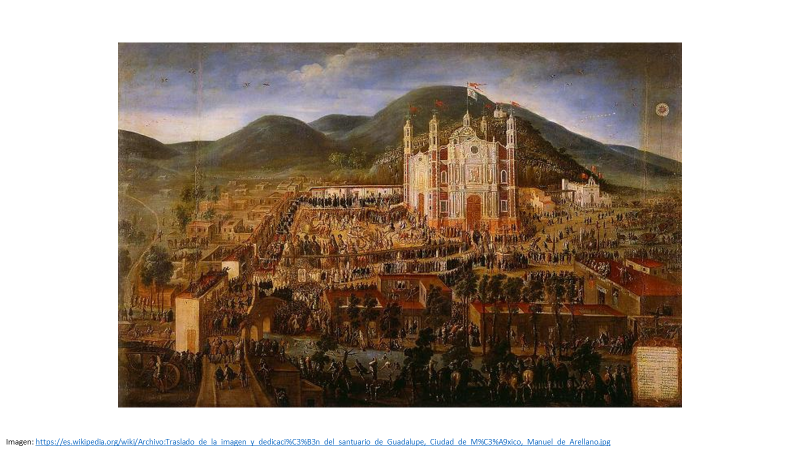 Imagen: https://es.wikipedia.org/wiki/Archivo:Traslado_de_la_imagen_y_dedicaci%C3%B3n_del_santuario_de_Guadalupe,_Ciudad_de_M%C3%A9xico,_Manuel_de_Arellano.jpg